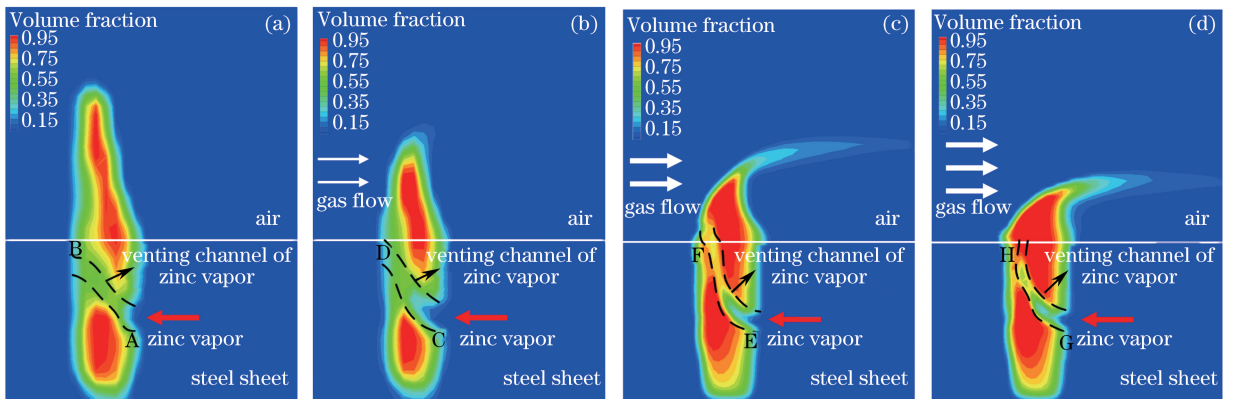 Volume fraction (a)
0.95
0.75
0.55
0.35
0.15
air
B
venting channel of
zinc vapor
A zinc vapor
steel sheet
Volume fraction (b)
0.95
0.75
0.55
0.35
0.15
gas flow
air
D
venting channel of
zinc vapor
C zinc vapor
steel sheet
Volume fraction (c)
0.95
0.75
0.55
0.35
0.15
gas flow
air
F
venting channel of
zinc vapor
E zinc vapor
steel sheet
Volume fraction (d)
0.95
0.75
0.55
0.35
0.15
gas flow
air
H
venting channel of
zinc vapor
G zinc vapor
steel sheet